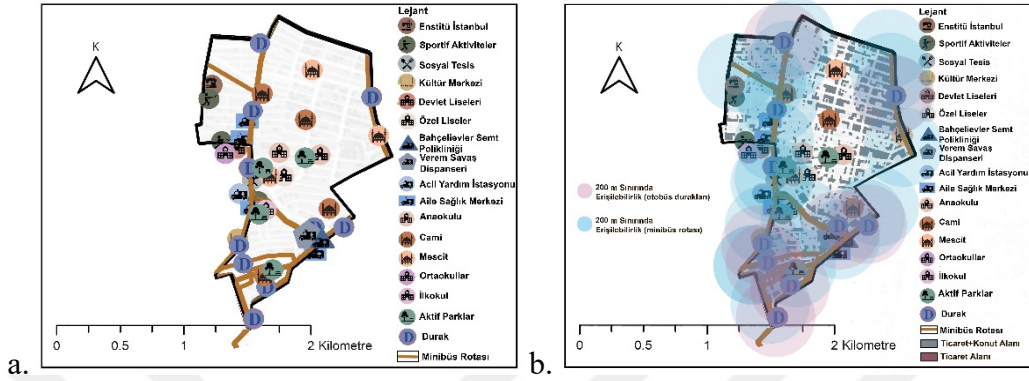 a.
K
Lejant
Enstitü İstanbul
Sportif Aktiviteler
Sosyal Tesis
Kültür Merkezi
Devlet Liseleri
Özel Liseler
Bahçelievler Semt
Polikliniği
Verem Savaş
Dispanseri
Acil Yardım İstasyonu
Aile Sağlık Merkezi
Anaokulu
Cami
Mescit
Ortaokullar
İlkokul
Aktif Parklar
Durak
Minibüs Rotası
D
D
D
D
D
D
D
D
D
0
0.5
1
2 Kilometre
b.
K
200 m Sınırında
Erişilebilirlik (otobüs durakları)
200 m Sınırında
Erişilebilirlik (minibüs rotası)
Lejant
Enstitü İstanbul
Sportif Aktiviteler
Sosyal Tesis
Kültür Merkezi
Devlet Liseleri
Özel Liseler
Bahçelievler Semt
Polikliniği
Verem Savaş
Dispanseri
Acil Yardım İstasyonu
Aile Sağlık Merkezi
Anaokulu
Cami
Mescit
Ortaokullar
İlkokul
Aktif Parklar
Durak
Minibüs Rotası
Ticaret+Konut Alanı
Ticaret Alanı
D
D
D
D
D
D
D
D
D
0
0.5
1
2 Kilometre